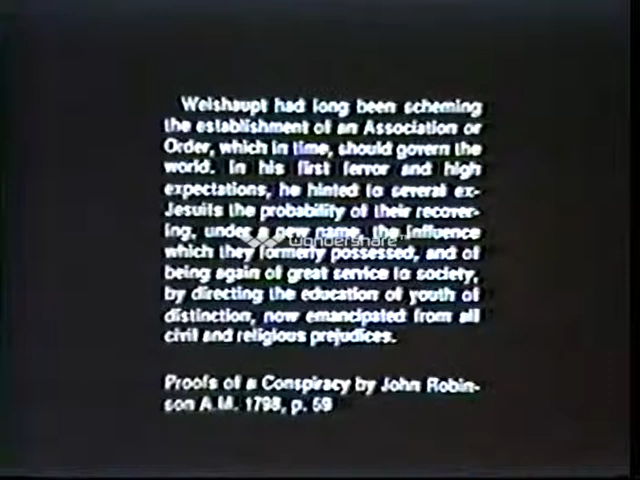 Weishaupt had long been scheming
the establishment of an Association or
Order, which in time, should govern the
world. In his first fervor and high
expectations, he hinted to several ex-
Jesuits the probability of their recover-
ing, under a new name, the influence
wondershare™
which they formerly possessed, and of
being again of great service to society,
by directing the education of youth of
distinction, now emancipated from all
civil and religious prejudices.
Proofs of a Conspiracy by John Robin-
son A.M. 1798, p. 59